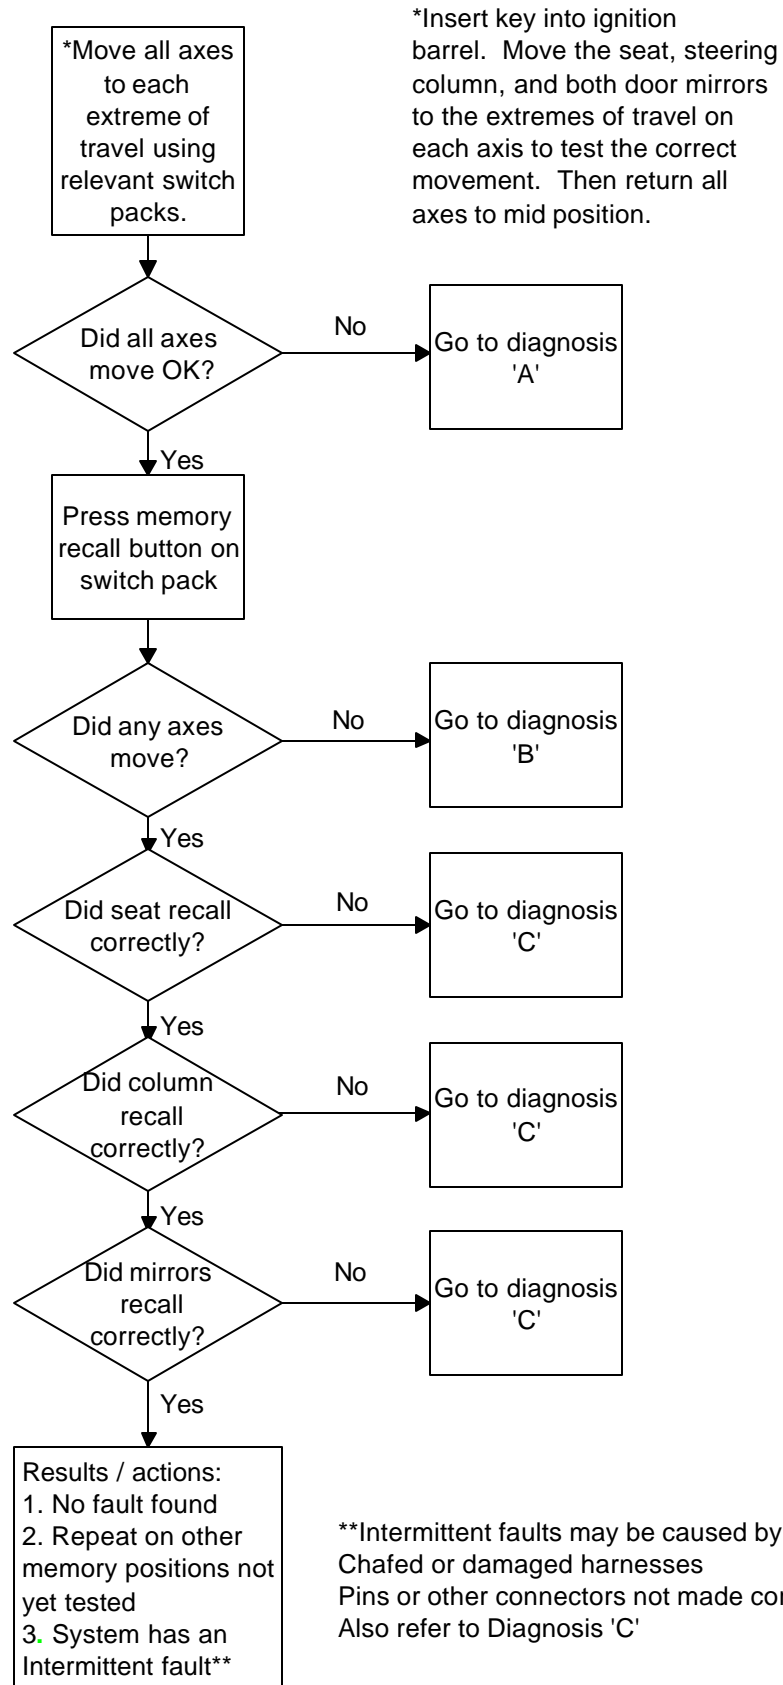 *Move all axes
to each
extreme of
travel using
relevant switch
packs.
*Insert key into ignition
barrel. Move the seat, steering
column, and both door mirrors
to the extremes of travel on
each axis to test the correct
movement. Then return all
axes to mid position.
Did all axes
move OK?
No
Go to diagnosis
'A'
Yes
Press memory
recall button on
switch pack
Did any axes
move?
No
Go to diagnosis
'B'
Yes
Did seat recall
correctly?
No
Go to diagnosis
'C'
Yes
Did column
recall
correctly?
No
Go to diagnosis
'C'
Yes
Did mirrors
recall
correctly?
No
Go to diagnosis
'C'
Yes
Results / actions:
1. No fault found
2. Repeat on other
memory positions not
yet tested
3. System has an
Intermittent fault**
**Intermittent faults may be caused by
Chafed or damaged harnesses
Pins or other connectors not made
Also refer to Diagnosis 'C'